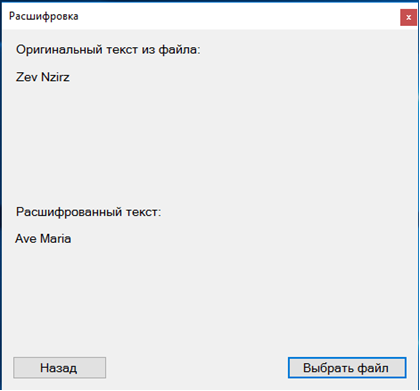 Расшифровка
x
Оригинальный текст из файла:
Zev Nzirz
Расшифрованный текст:
Ave Maria
Назад
Выбрать файл